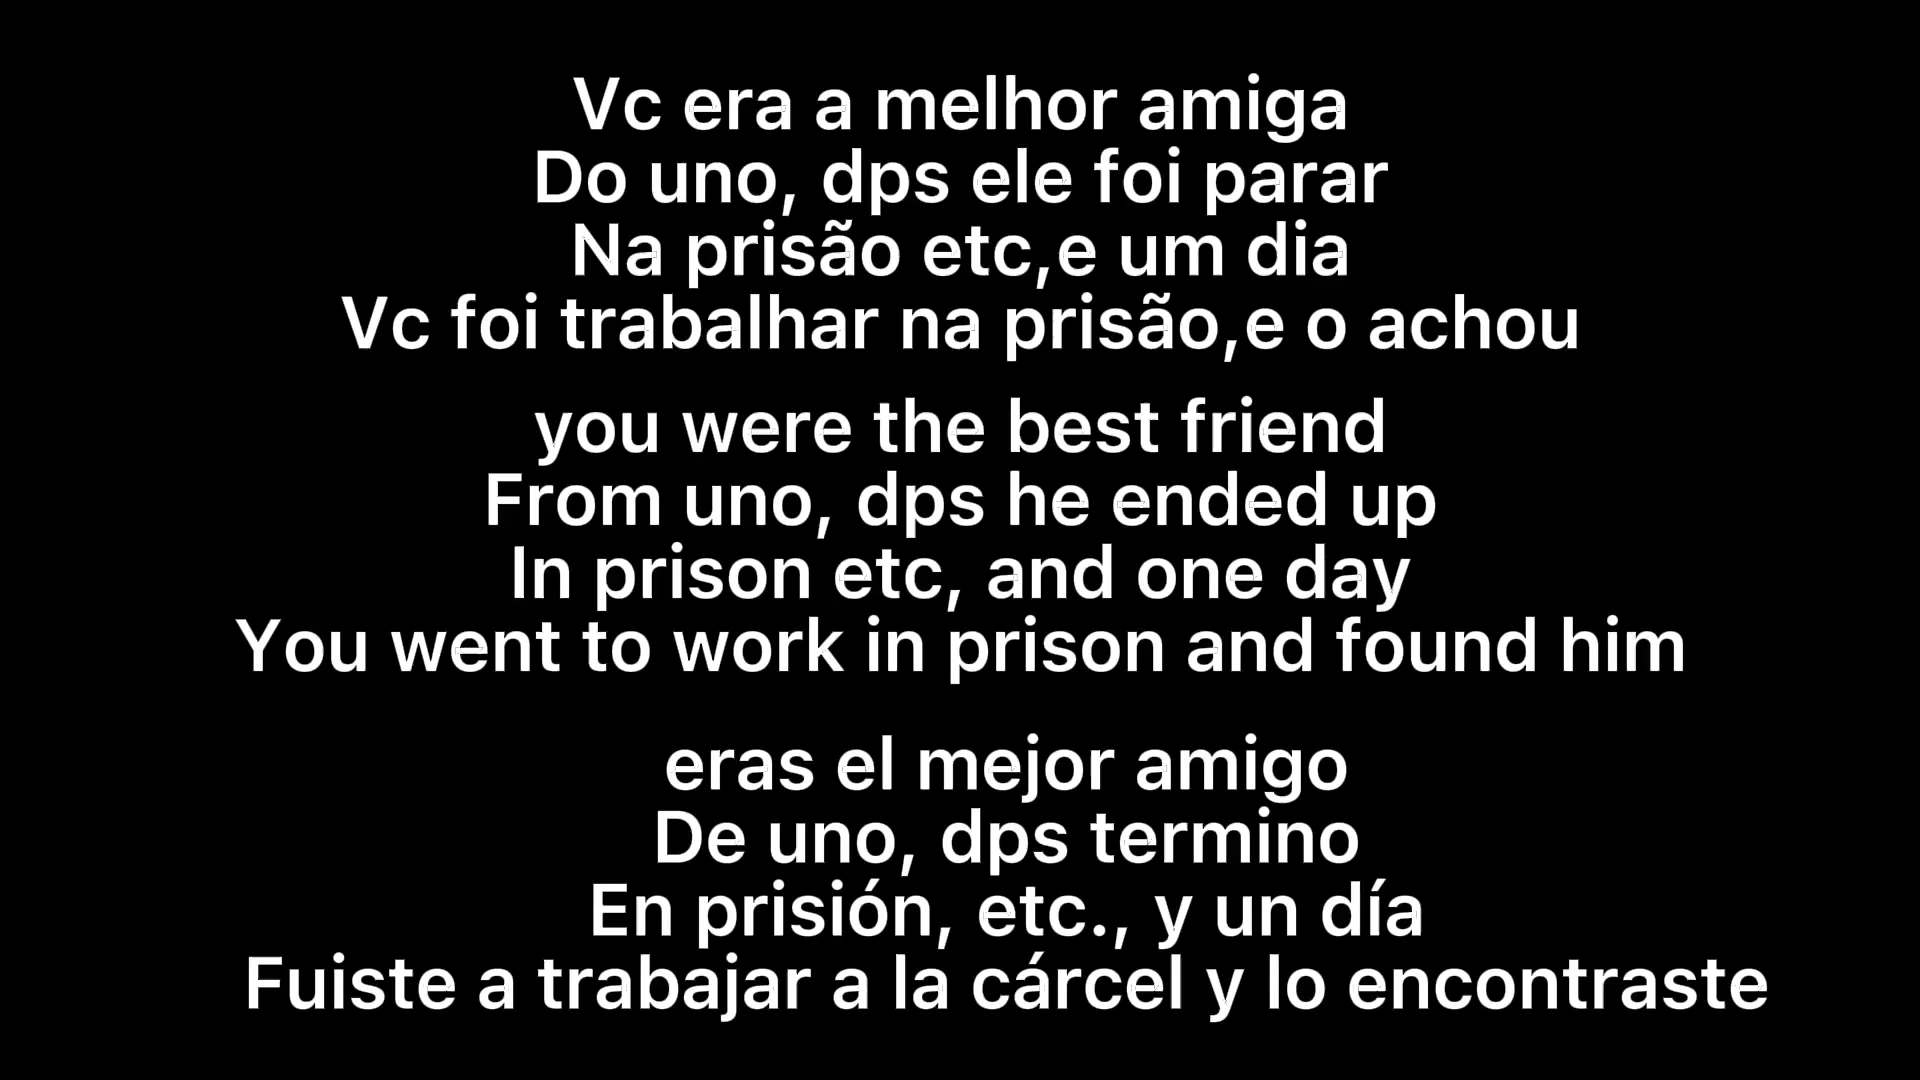 Vc era a melhor amiga
Do uno, dps ele foi parar
Na prisão etc,e um dia
Vc foi trabalhar na prisão,e o achou
you were the best friend
From uno, dps he ended up
In prison etc, and one day
You went to work in prison and found him
eras el mejor amigo
De uno, dps termino
En prisión, etc., y un día
Fuiste a trabajar a la cárcel y lo encontraste